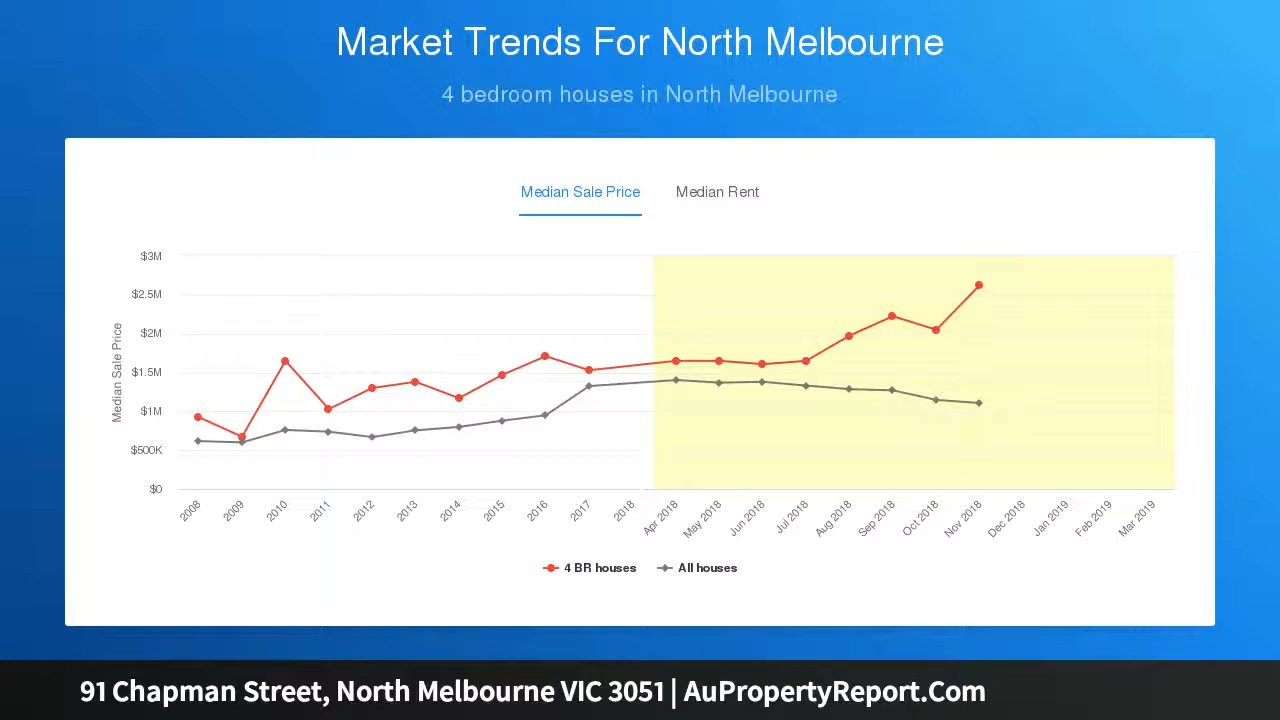 Market Trends For North Melbourne
4 bedroom houses in North Melbourne
Median Sale Price Median Rent
$3M
$2.5M
$2M
$1.5M
$1M
$500K
$0
Median Sale Price
2008 2009 2010 2011 2012 2013 2014 2015 2016 2017 2018 Apr 2018 May 2018 Jun 2018 Jul 2018 Aug 2018 Sep 2018 Oct 2018 Nov 2018 Dec 2018 Jan 2019 Feb 2019 Mar 2019
4 BR houses All houses
91 Chapman Street, North Melbourne VIC 3051 | AuPropertyReport.Com